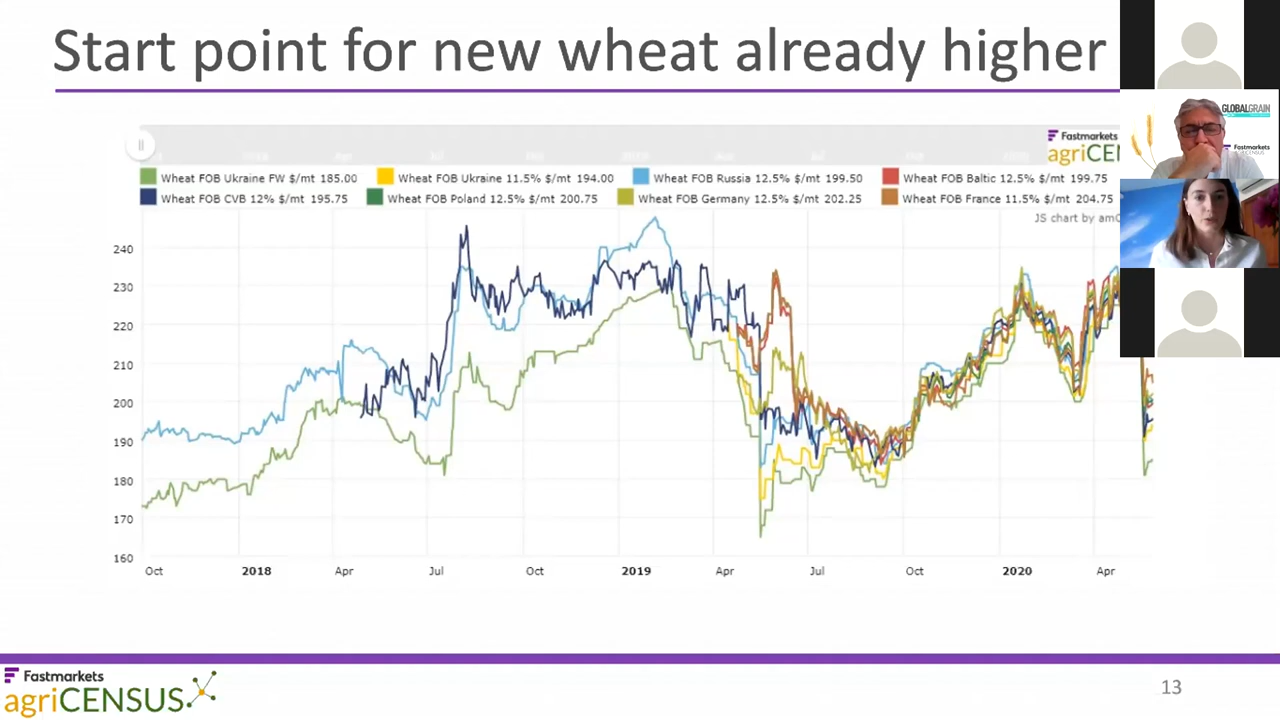 Start point for new wheat already higher
GLOBALGRAIN
Fastmarkets
agriCE
Wheat FOB Ukraine FW $/mt 185.00 Wheat FOB Ukraine 11.5% $/mt 194.00 Wheat FOB Russia 12.5% $/mt 199.50 Wheat FOB Baltic 12.5% $/mt 199.75
Wheat FOB CVB 12% $/mt 195.75 Wheat FOB Poland 12.5% $/mt 200.75 Wheat FOB Germany 12.5% $/mt 202.25 Wheat FOB France 11.5% $/mt 204.75
JS chart by amC
240
230
220
210
200
190
180
170
160
Oct 2018 Apr Jul Oct 2019 Apr Jul Oct 2020 Apr
Fastmarkets
agriCENSUS
13